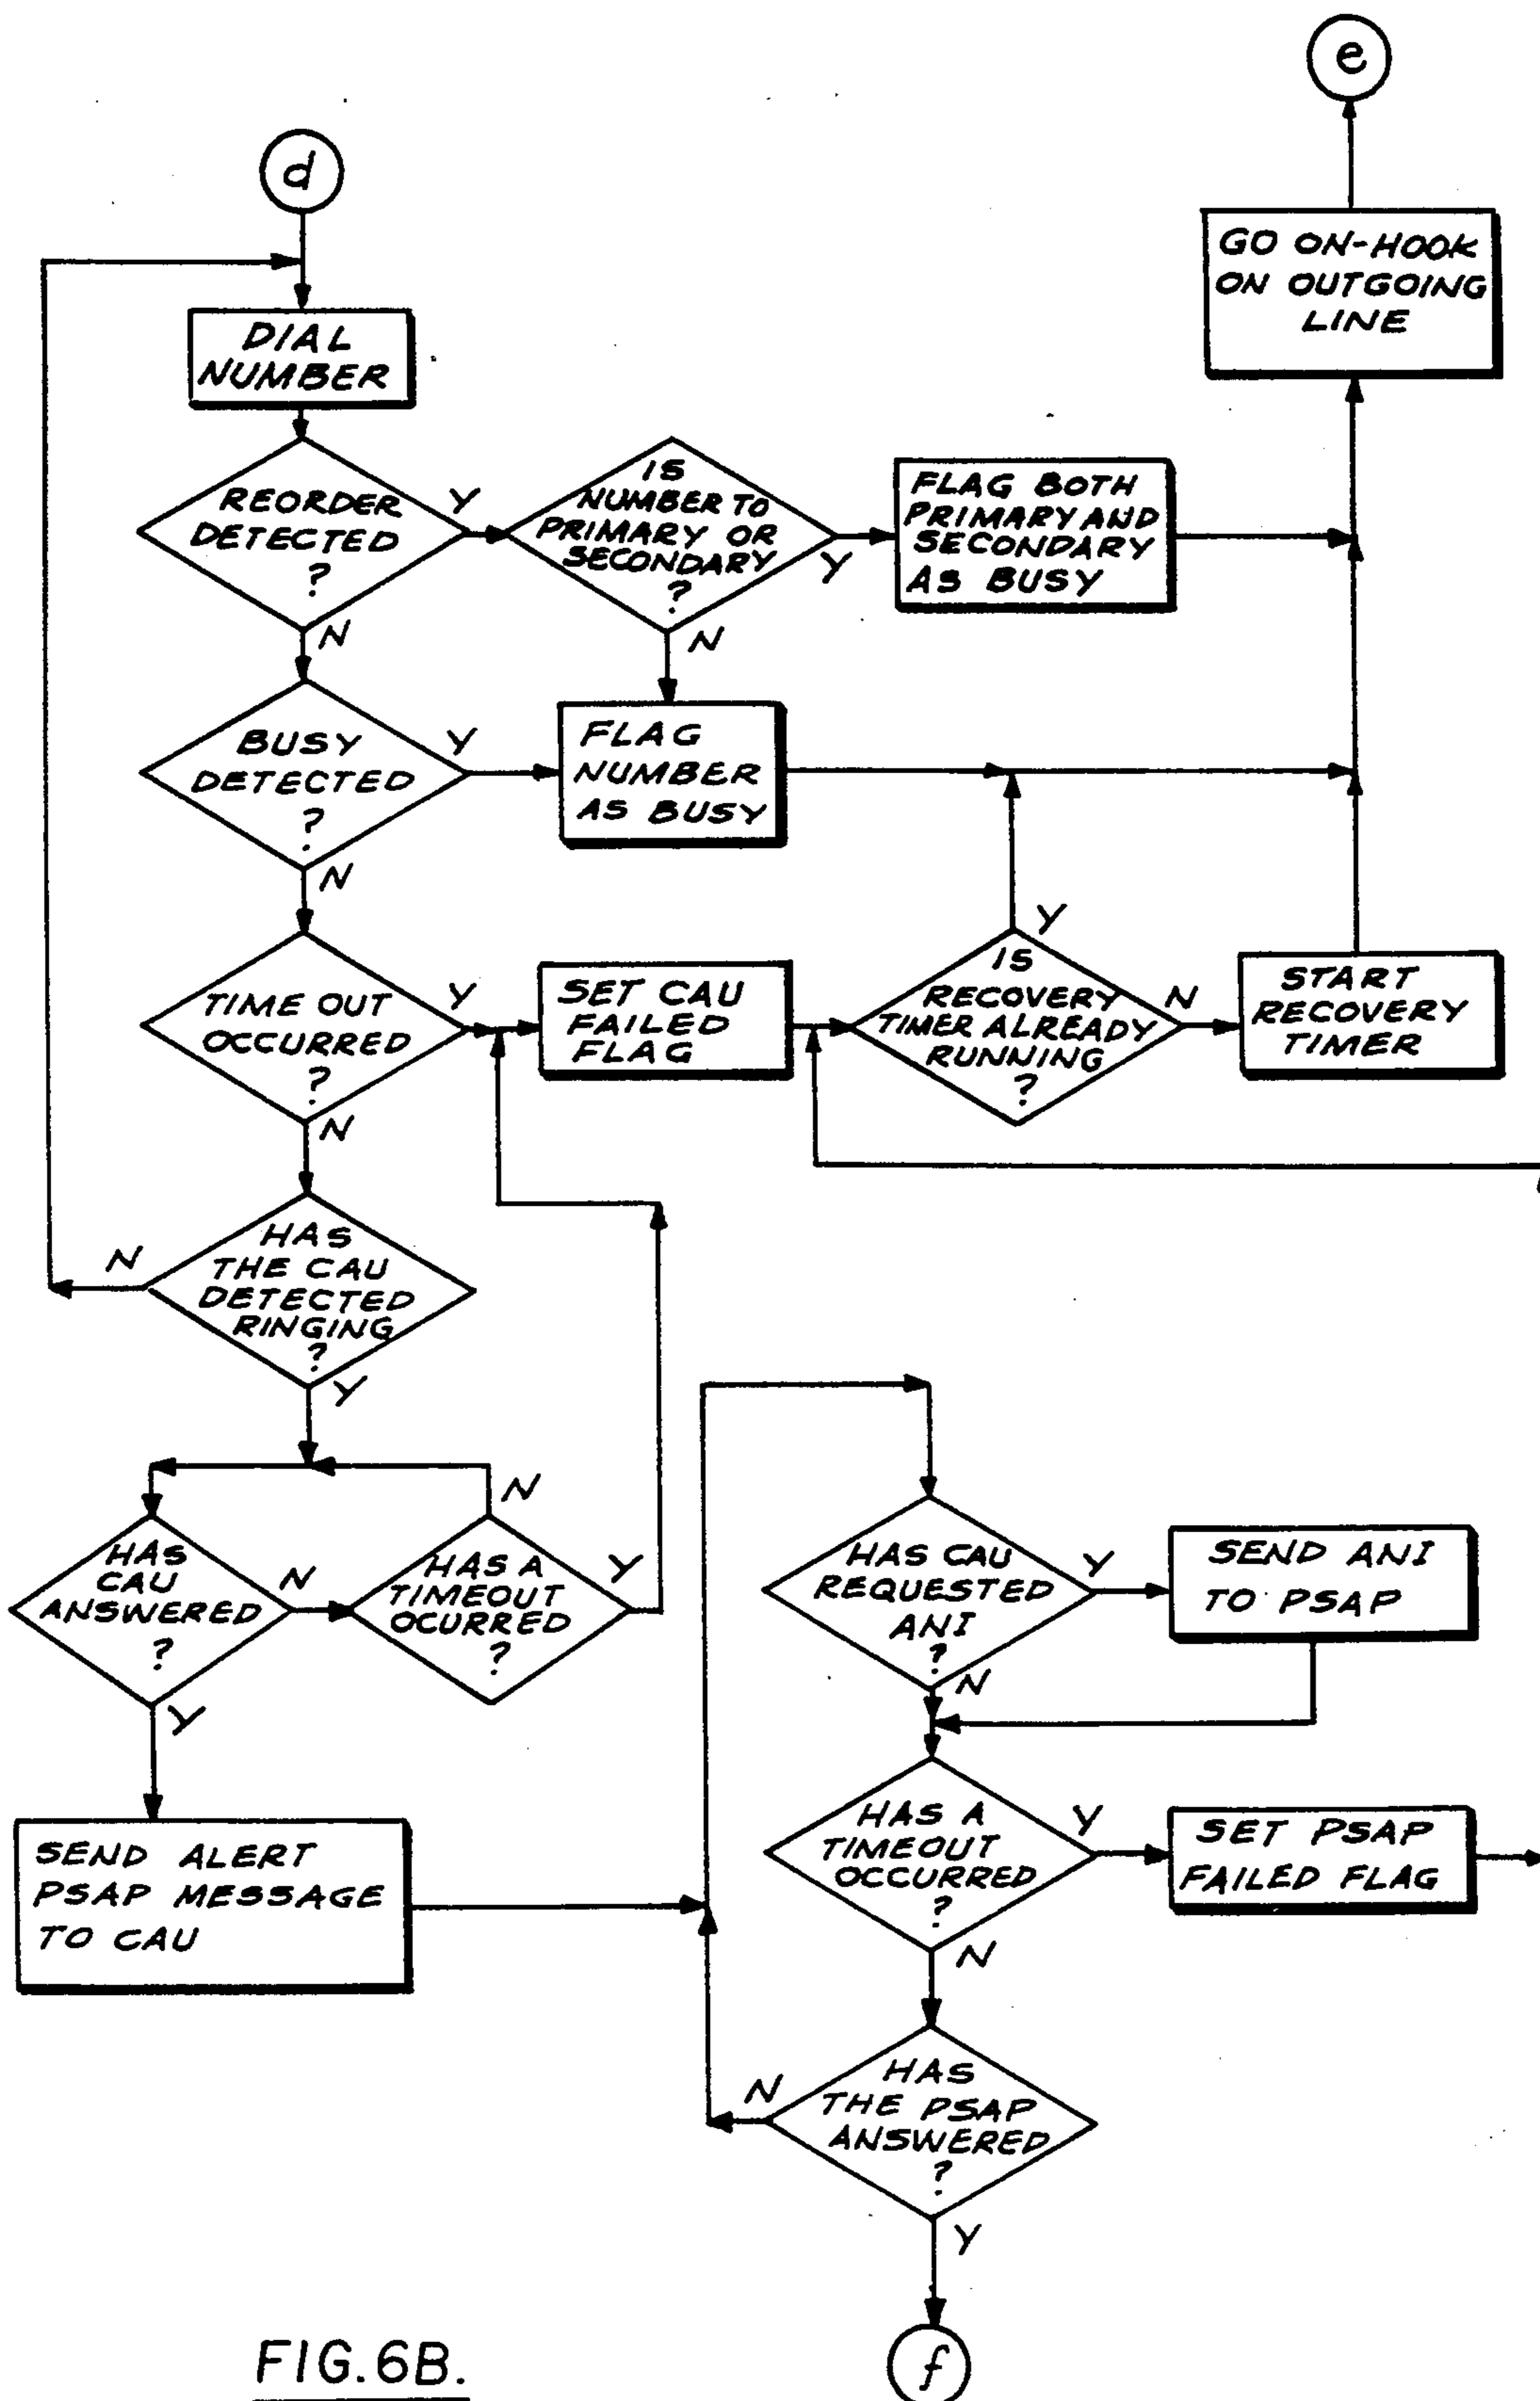 e
d
GO ON-HOOK
ON OUTGOING
LINE
DIAL
NUMBER
REORDER
DETECTED
?
Y
N
IS
NUMBER TO
PRIMARY OR
SECONDARY
?
Y
N
FLAG BOTH
PRIMARY AND
SECONDARY
AS BUSY
BUSY
DETECTED
?
Y
N
FLAG
NUMBER
AS BUSY
TIME OUT
OCCURRED
?
Y
N
SET CAU
FAILED
FLAG
IS
RECOVERY
TIMER ALREADY
RUNNING
?
Y
N
START
RECOVERY
TIMER
HAS
THE CAU
DETECTED
RINGING
?
N
Y
HAS
CAU
ANSWERED
?
N
Y
HAS A
TIMEOUT
OCURRED
?
N
Y
SEND ALERT
PSAP MESSAGE
TO CAU
HAS CAU
REQUESTED
ANI
?
Y
N
SEND ANI
TO PSAP
HAS A
TIMEOUT
OCCURRED
?
Y
N
SET PSAP
FAILED FLAG
HAS
THE PSAP
ANSWERED
?
N
Y
f
FIG.6B.